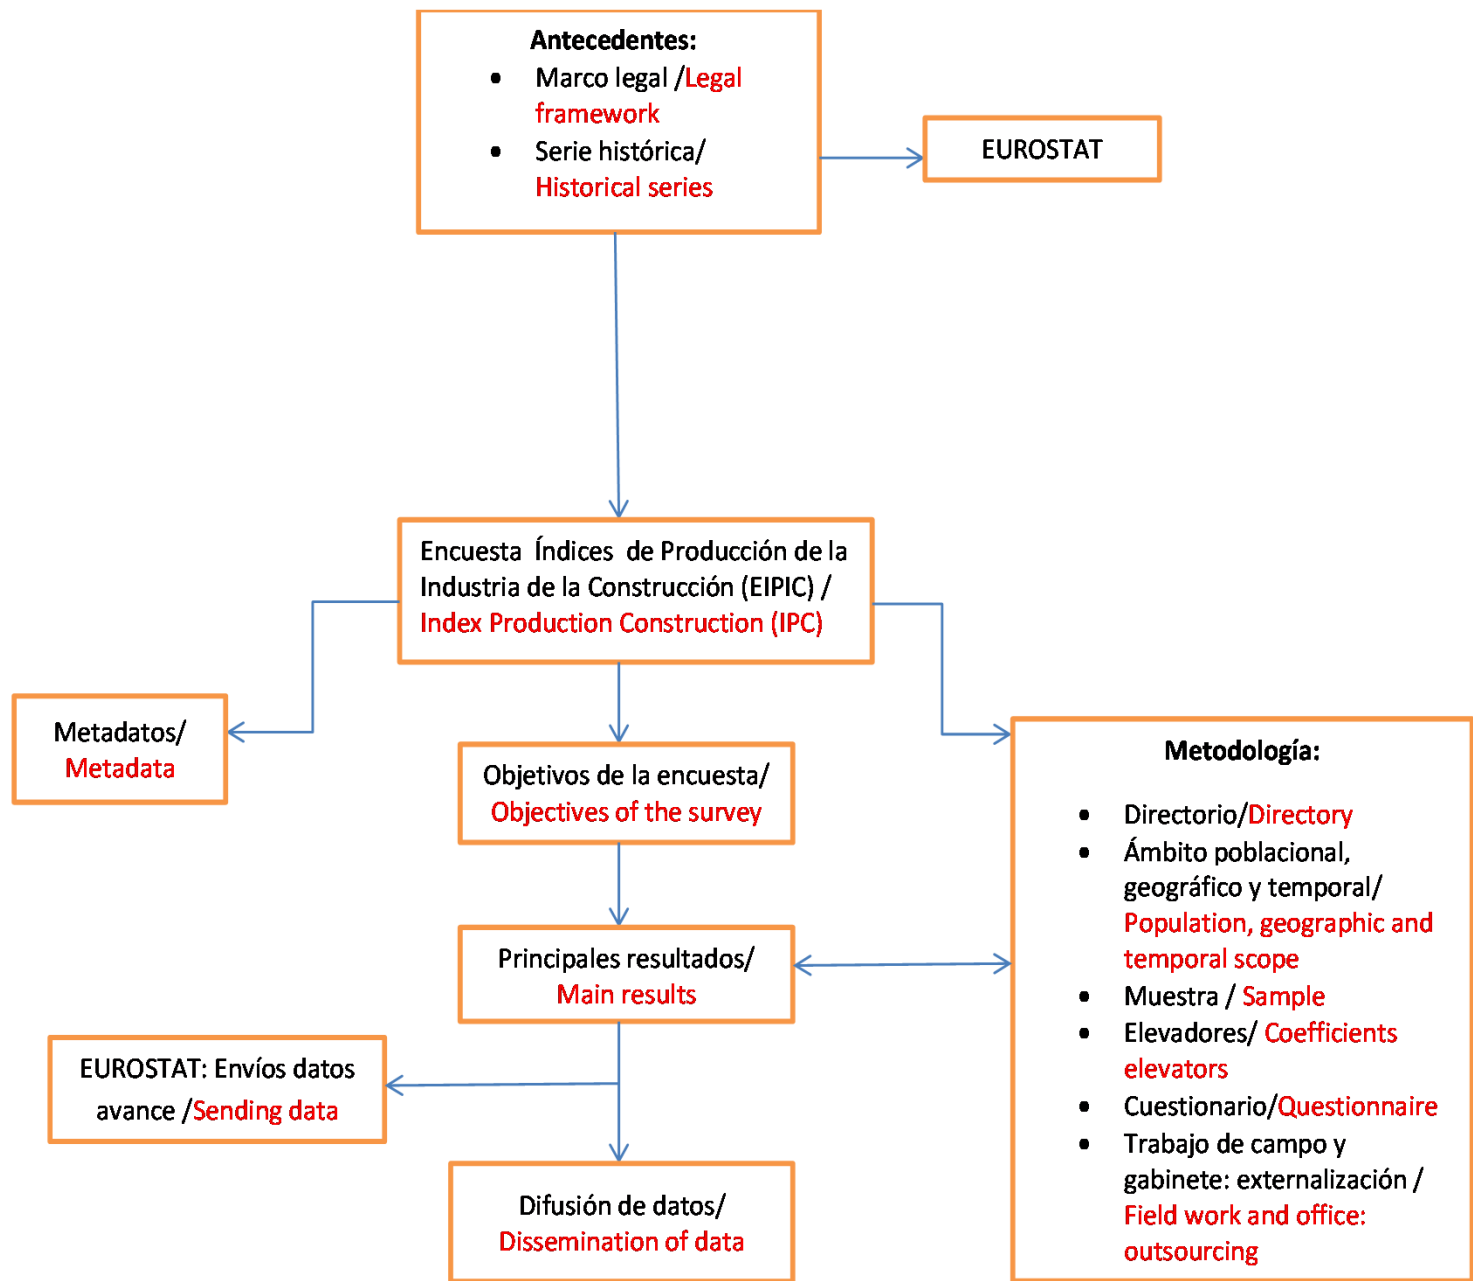 Antecedentes:
• Marco legal /Legal
framework
• Serie histórica/
Historical series
EUROSTAT
Encuesta Índices de Producción de la
Industria de la Construcción (EIPIC) /
Index Production Construction (IPC)
Metadatos/
Metadata
Objetivos de la encuesta/
Objectives of the survey
Principales resultados/
Main results
EUROSTAT: Envíos datos
avance /Sending data
Difusión de datos/
Dissemination of data
Metodología:
• Directorio/Directory
• Ámbito poblacional,
geográfico y temporal/
Population, geographic and
temporal scope
• Muestra / Sample
• Elevadores/ Coefficients
elevators
• Cuestionario/Questionnaire
• Trabajo de campo y
gabinete: externalización /
Field work and office:
outsourcing